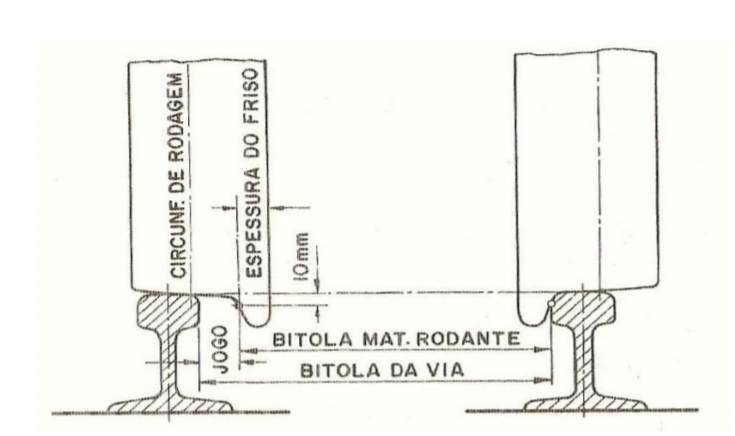 CIRCUNF. DE RODAGEM
ESPESSURA DO FRISO
10mm
JOGO
BITOLA MAT. RODANTE
BITOLA DA VIA